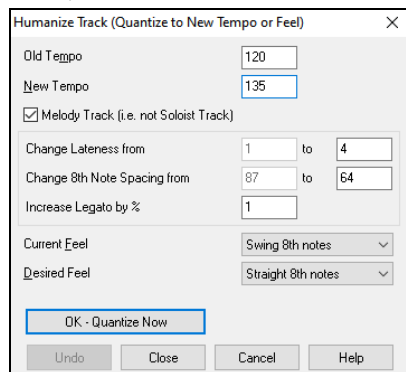 Humanize Track (Quantize to New Tempo or Feel)
Old Tempo 120
New Tempo 135
Melody Track (i.e. not Soloist Track)
Change Lateness from 1 to 4
Change 8th Note Spacing from 87 to 64
Increase Legato by % 1
Current Feel Swing 8th notes
Desired Feel Straight 8th notes
OK - Quantize Now
Undo Close Cancel Help